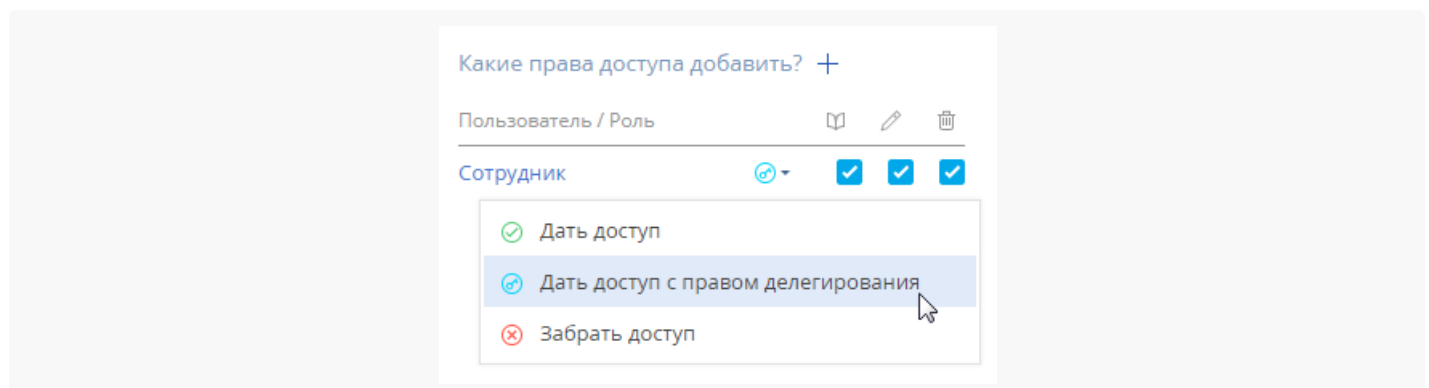 Какие права доступа добавить?
Пользователь / Роль
Сотрудник
Дать доступ
Дать доступ с правом делегирования
Забрать доступ